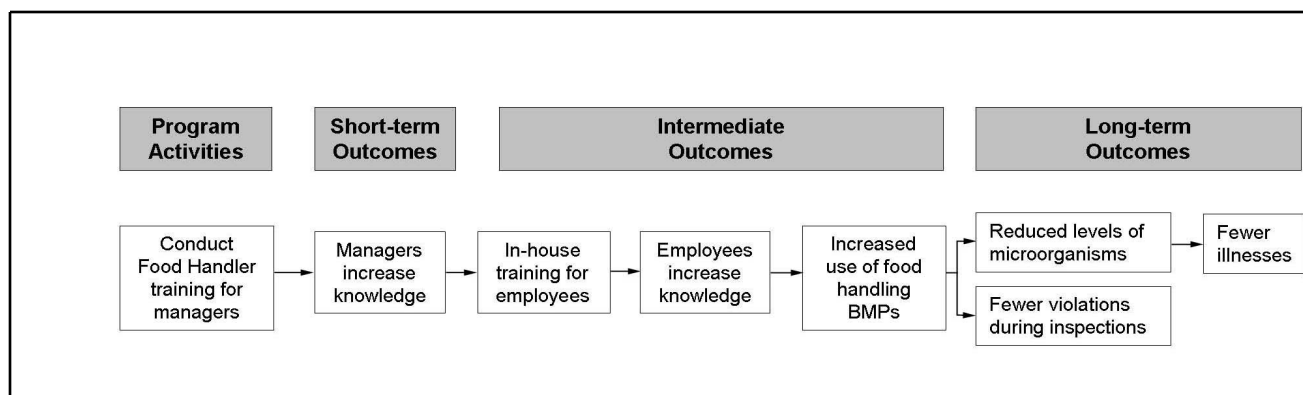 Program
Activities
Short-term
Outcomes
Intermediate
Outcomes
Long-term
Outcomes
Conduct
Food Handler
training for
managers
Managers
increase
knowledge
In-house
training for
employees
Employees
increase
knowledge
Increased
use of food
handling
BMPs
Reduced levels of
microorganisms
Fewer
illnesses
Fewer violations
during inspections